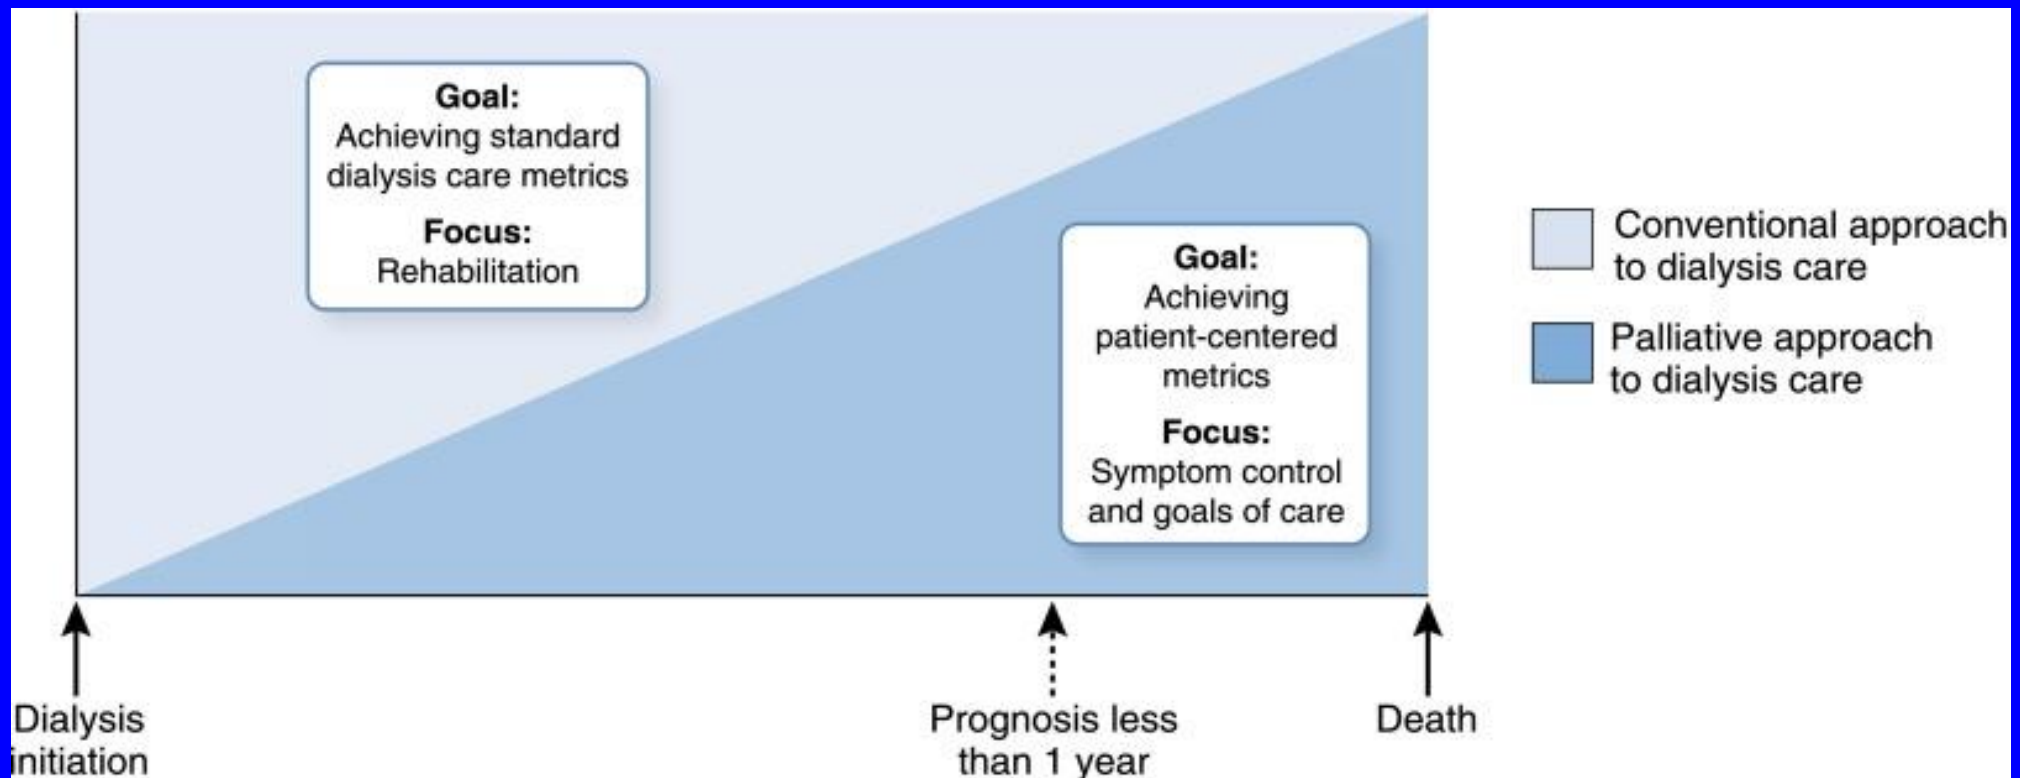 Goal:
Achieving standard
dialysis care metrics
Focus:
Rehabilitation
Goal:
Achieving
patient-centered
metrics
Focus:
Symptom control
and goals of care
Conventional approach
to dialysis care
Palliative approach
to dialysis care
Dialysis
initiation
Prognosis less
than 1 year
Death